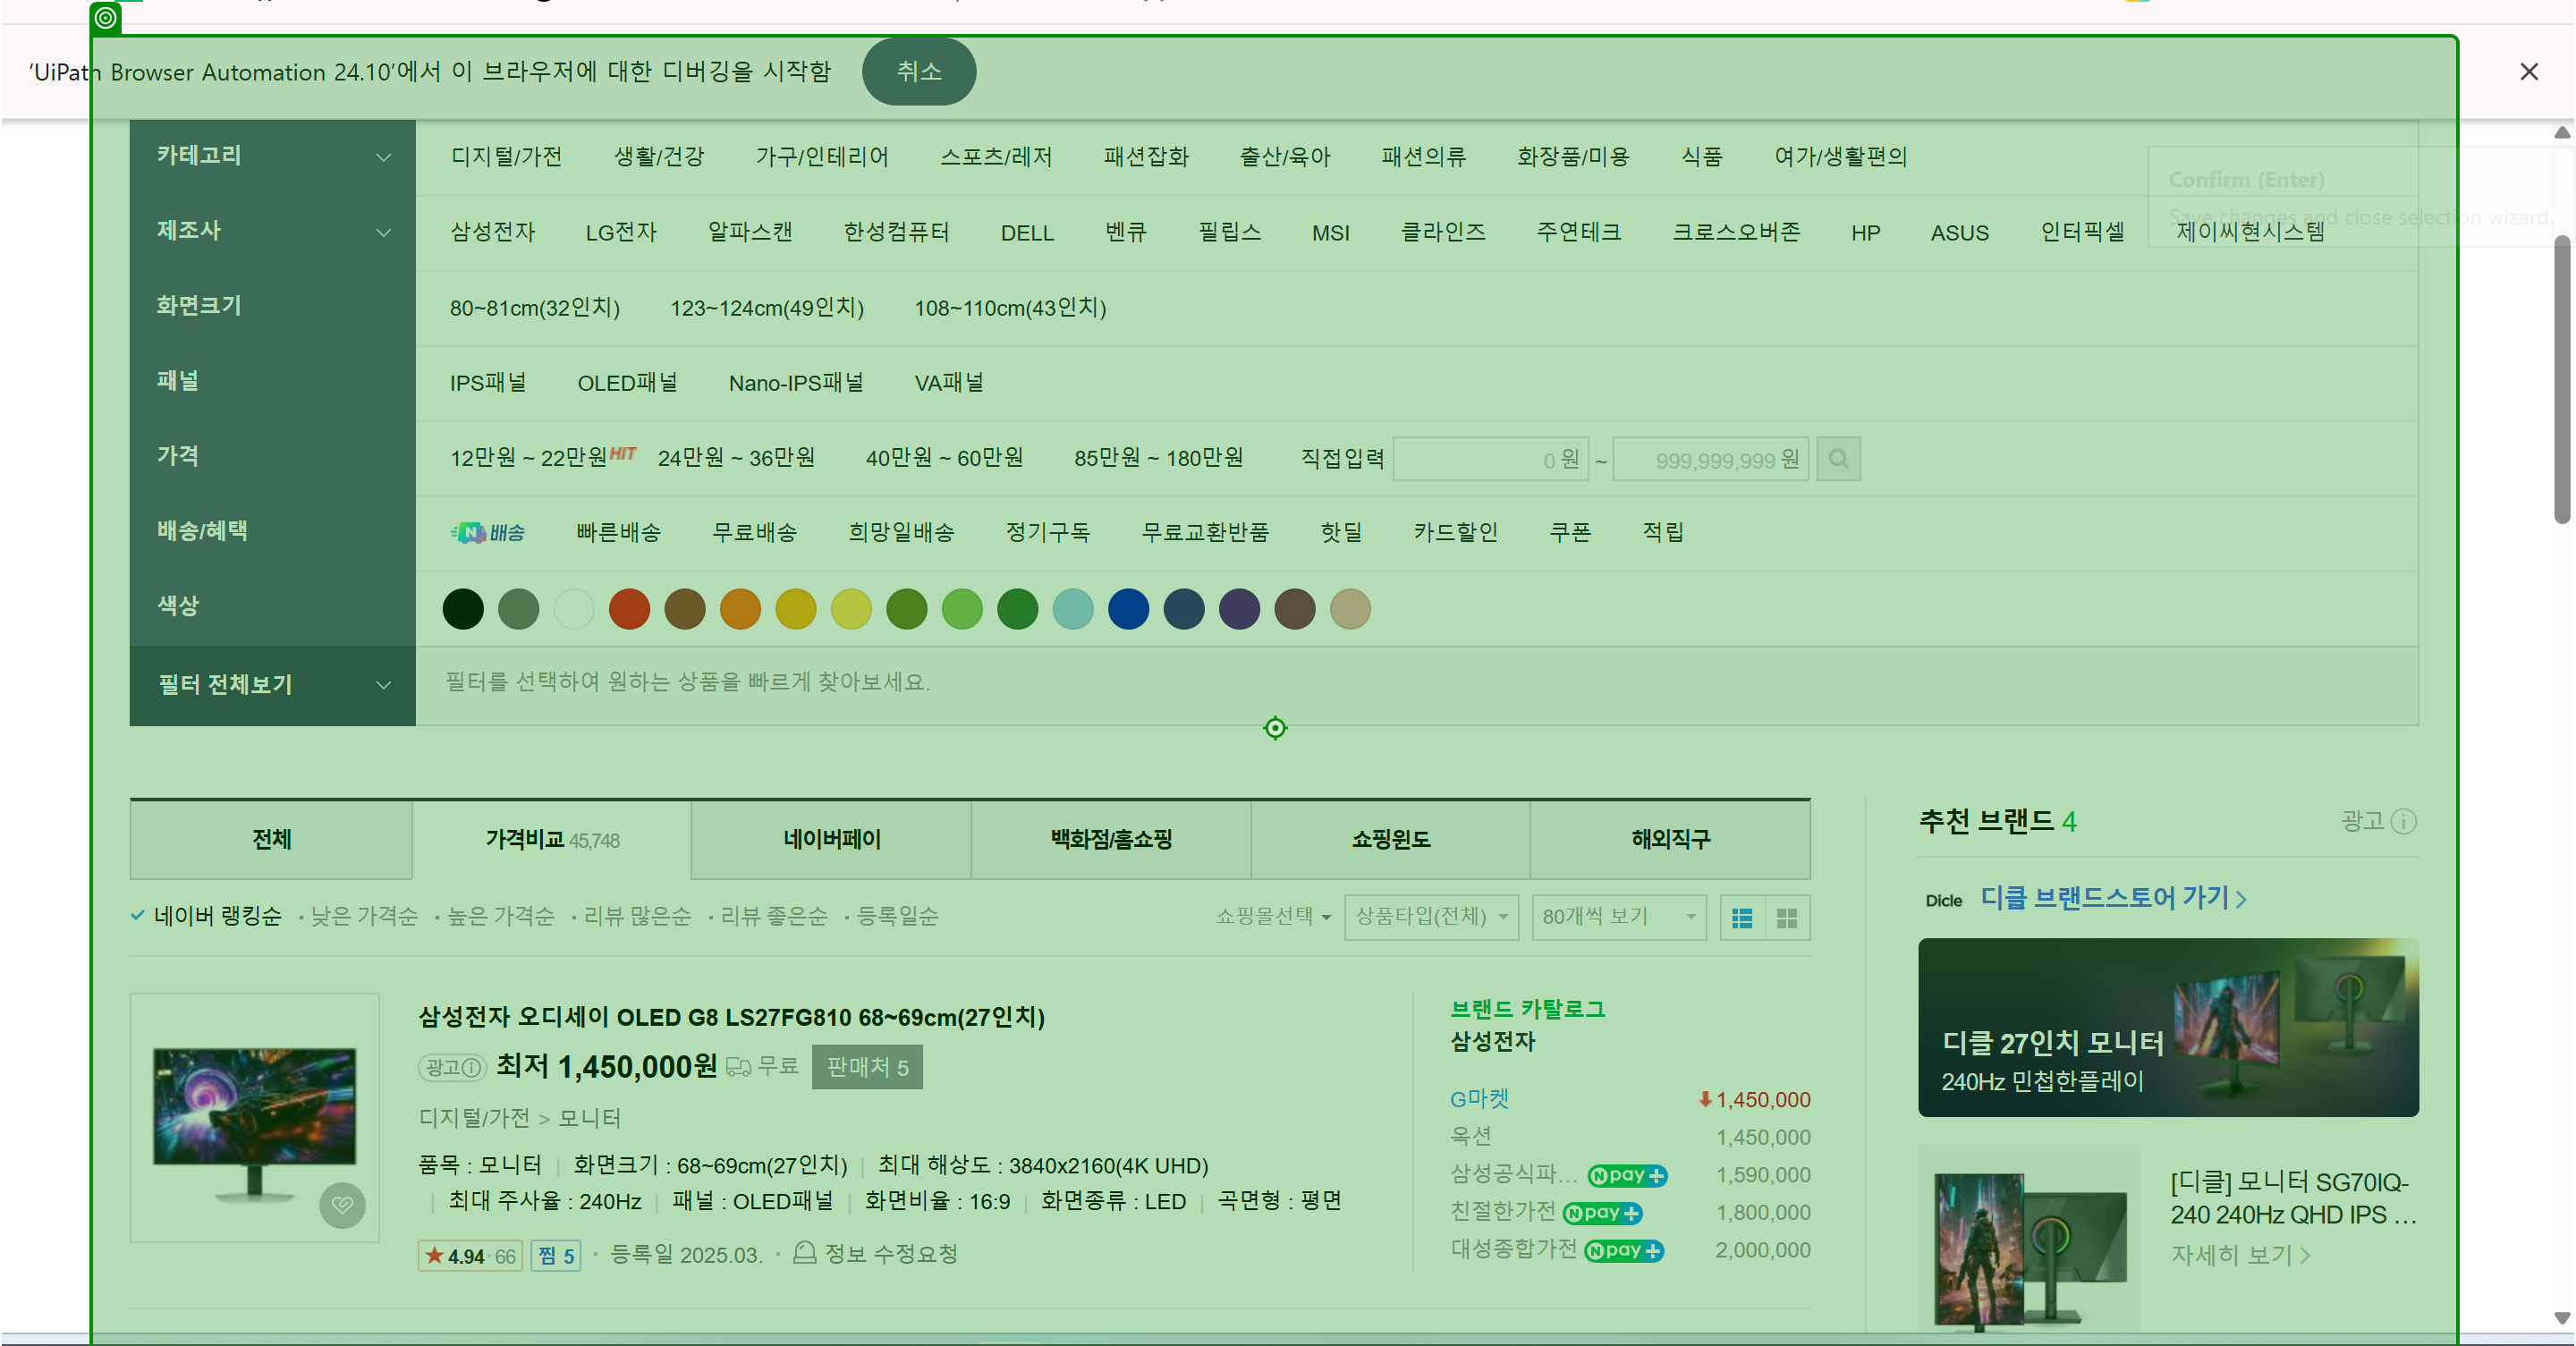 'UiPath Browser Automation 24.10'에서 이 브라우저에 대한 디버깅을 시작함 취소
카테고리 디지털/가전 생활/건강 가구/인테리어 스포츠/레저 패션잡화 출산/육아 패션의류 화장품/미용 식품 여가/생활편의
Confirm (Enter)
Save changes and close selection wizard.
제조사 삼성전자 LG전자 알파스캔 한성컴퓨터 DELL 벤큐 필립스 MSI 클라인즈 주연테크 크로스오버존 HP ASUS 인터픽셀 제이씨현시스템
화면크기 80~81cm(32인치) 123~124cm(49인치) 108~110cm(43인치)
패널 IPS패널 OLED패널 Nano-IPS패널 VA패널
가격 12만원 ~ 22만원 HIT 24만원 ~ 36만원 40만원 ~ 60만원 85만원 ~ 180만원 직접입력 0 원 ~ 999,999,999 원
배송/혜택 N 배송 빠른배송 무료배송 희망일배송 정기구독 무료교환반품 핫딜 카드할인 쿠폰 적립
색상
필터 전체보기 필터를 선택하여 원하는 상품을 빠르게 찾아보세요.
전체 가격비교 45,748 네이버페이 백화점/홈쇼핑 쇼핑윈도 해외직구
네이버 랭킹순 · 낮은 가격순 · 높은 가격순 · 리뷰 많은순 · 리뷰 좋은순 · 등록일순 쇼핑몰선택 상품타입(전체) 80개씩 보기
삼성전자 오디세이 OLED G8 LS27FG810 68~69cm(27인치)
광고 최저 1,450,000원 무료 판매처 5
디지털/가전 > 모니터
품목 : 모니터 | 화면크기 : 68~69cm(27인치) | 최대 해상도 : 3840x2160(4K UHD)
| 최대 주사율 : 240Hz | 패널 : OLED패널 | 화면비율 : 16:9 | 화면종류 : LED | 곡면형 : 평면
★ 4.94 · 66 찜 5 · 등록일 2025.03. · 정보 수정요청
브랜드 카탈로그
삼성전자
G마켓 1,450,000
옥션 1,450,000
삼성공식파... N pay+ 1,590,000
친절한가전 N pay+ 1,800,000
대성종합가전 N pay+ 2,000,000
추천 브랜드 4 광고
Dicle 디클 브랜드스토어 가기 >
디클 27인치 모니터
240Hz 민첩한플레이
[디클] 모니터 SG70IQ-
240 240Hz QHD IPS ...
자세히 보기 >